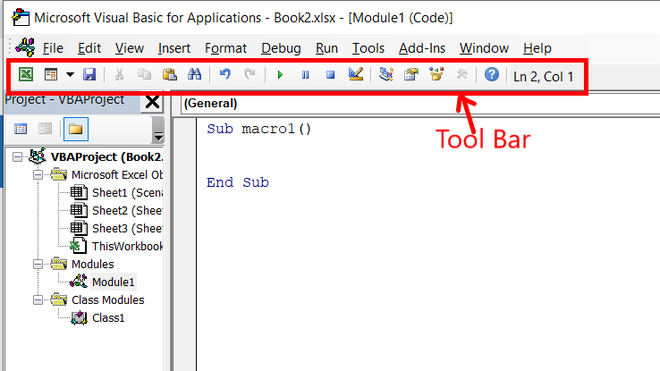 Microsoft Visual Basic for Applications - Book2.xlsx - [Module1 (Code)]
File Edit View Insert Format Debug Run Tools Add-Ins Window Help
Ln 2, Col 1
Project - VBAProject
(General)
Tool Bar
Sub macro1()
End Sub
VBAProject (Book2.
Microsoft Excel Ob
Sheet1 (Scena
Sheet2 (Shee
Sheet3 (Shee
ThisWorkbook
Modules
Module1
Class Modules
Class1